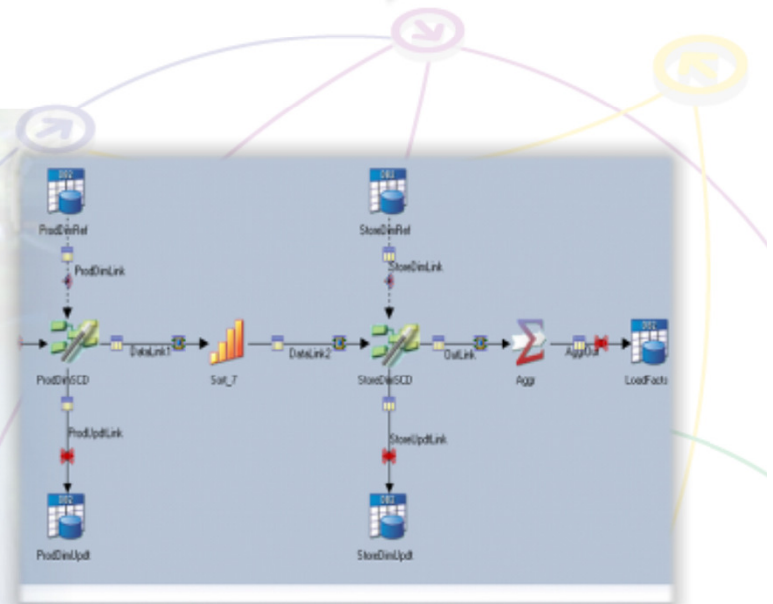 DB2
DB2
ProdDimRef
StoreDimRef
ProdDimLink
StoreDimLink
DB2
DataLink1
DataLink2
OutLink
AggrOut
ProdDimSCD
Sort_7
StoreDimSCD
Aggr
LoadFacts
ProdUpdtLink
StoreUpdtLink
DB2
DB2
ProdDimUpdt
StoreDimUpdt